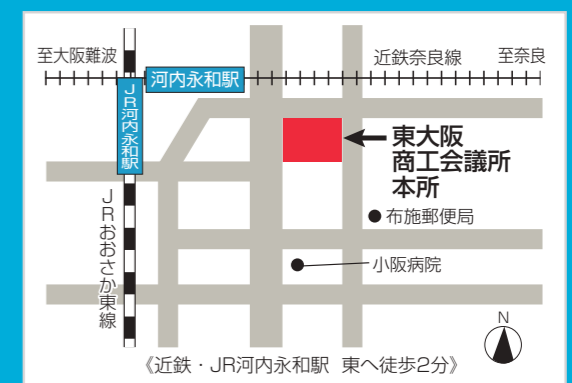 至大阪難波
近鉄奈良線
至奈良
河内永和駅
JR河内永和駅
東大阪
商工会議所
本所
布施郵便局
JRおおさか東線
小阪病院
N
《近鉄・JR河内永和駅 東へ徒歩2分》